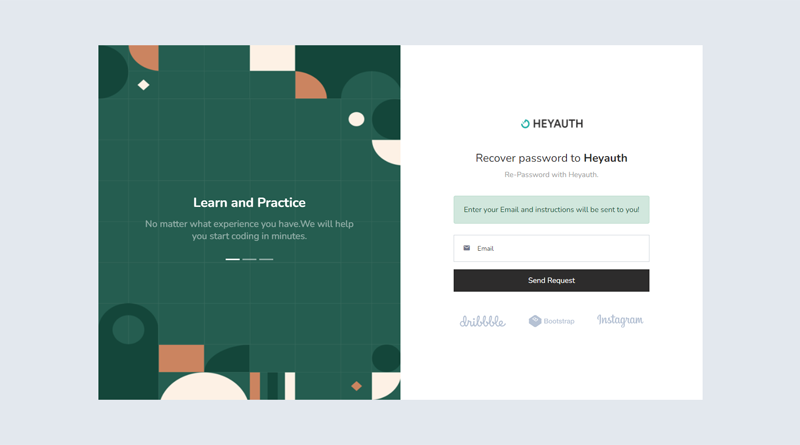 Learn and Practice
No matter what experience you have.We will help
you start coding in minutes.
HEYAUTH
Recover password to Heyauth
Re-Password with Heyauth.
Enter your Email and instructions will be sent to you!
Email
Send Request
dribbble
Bootstrap
Instagram